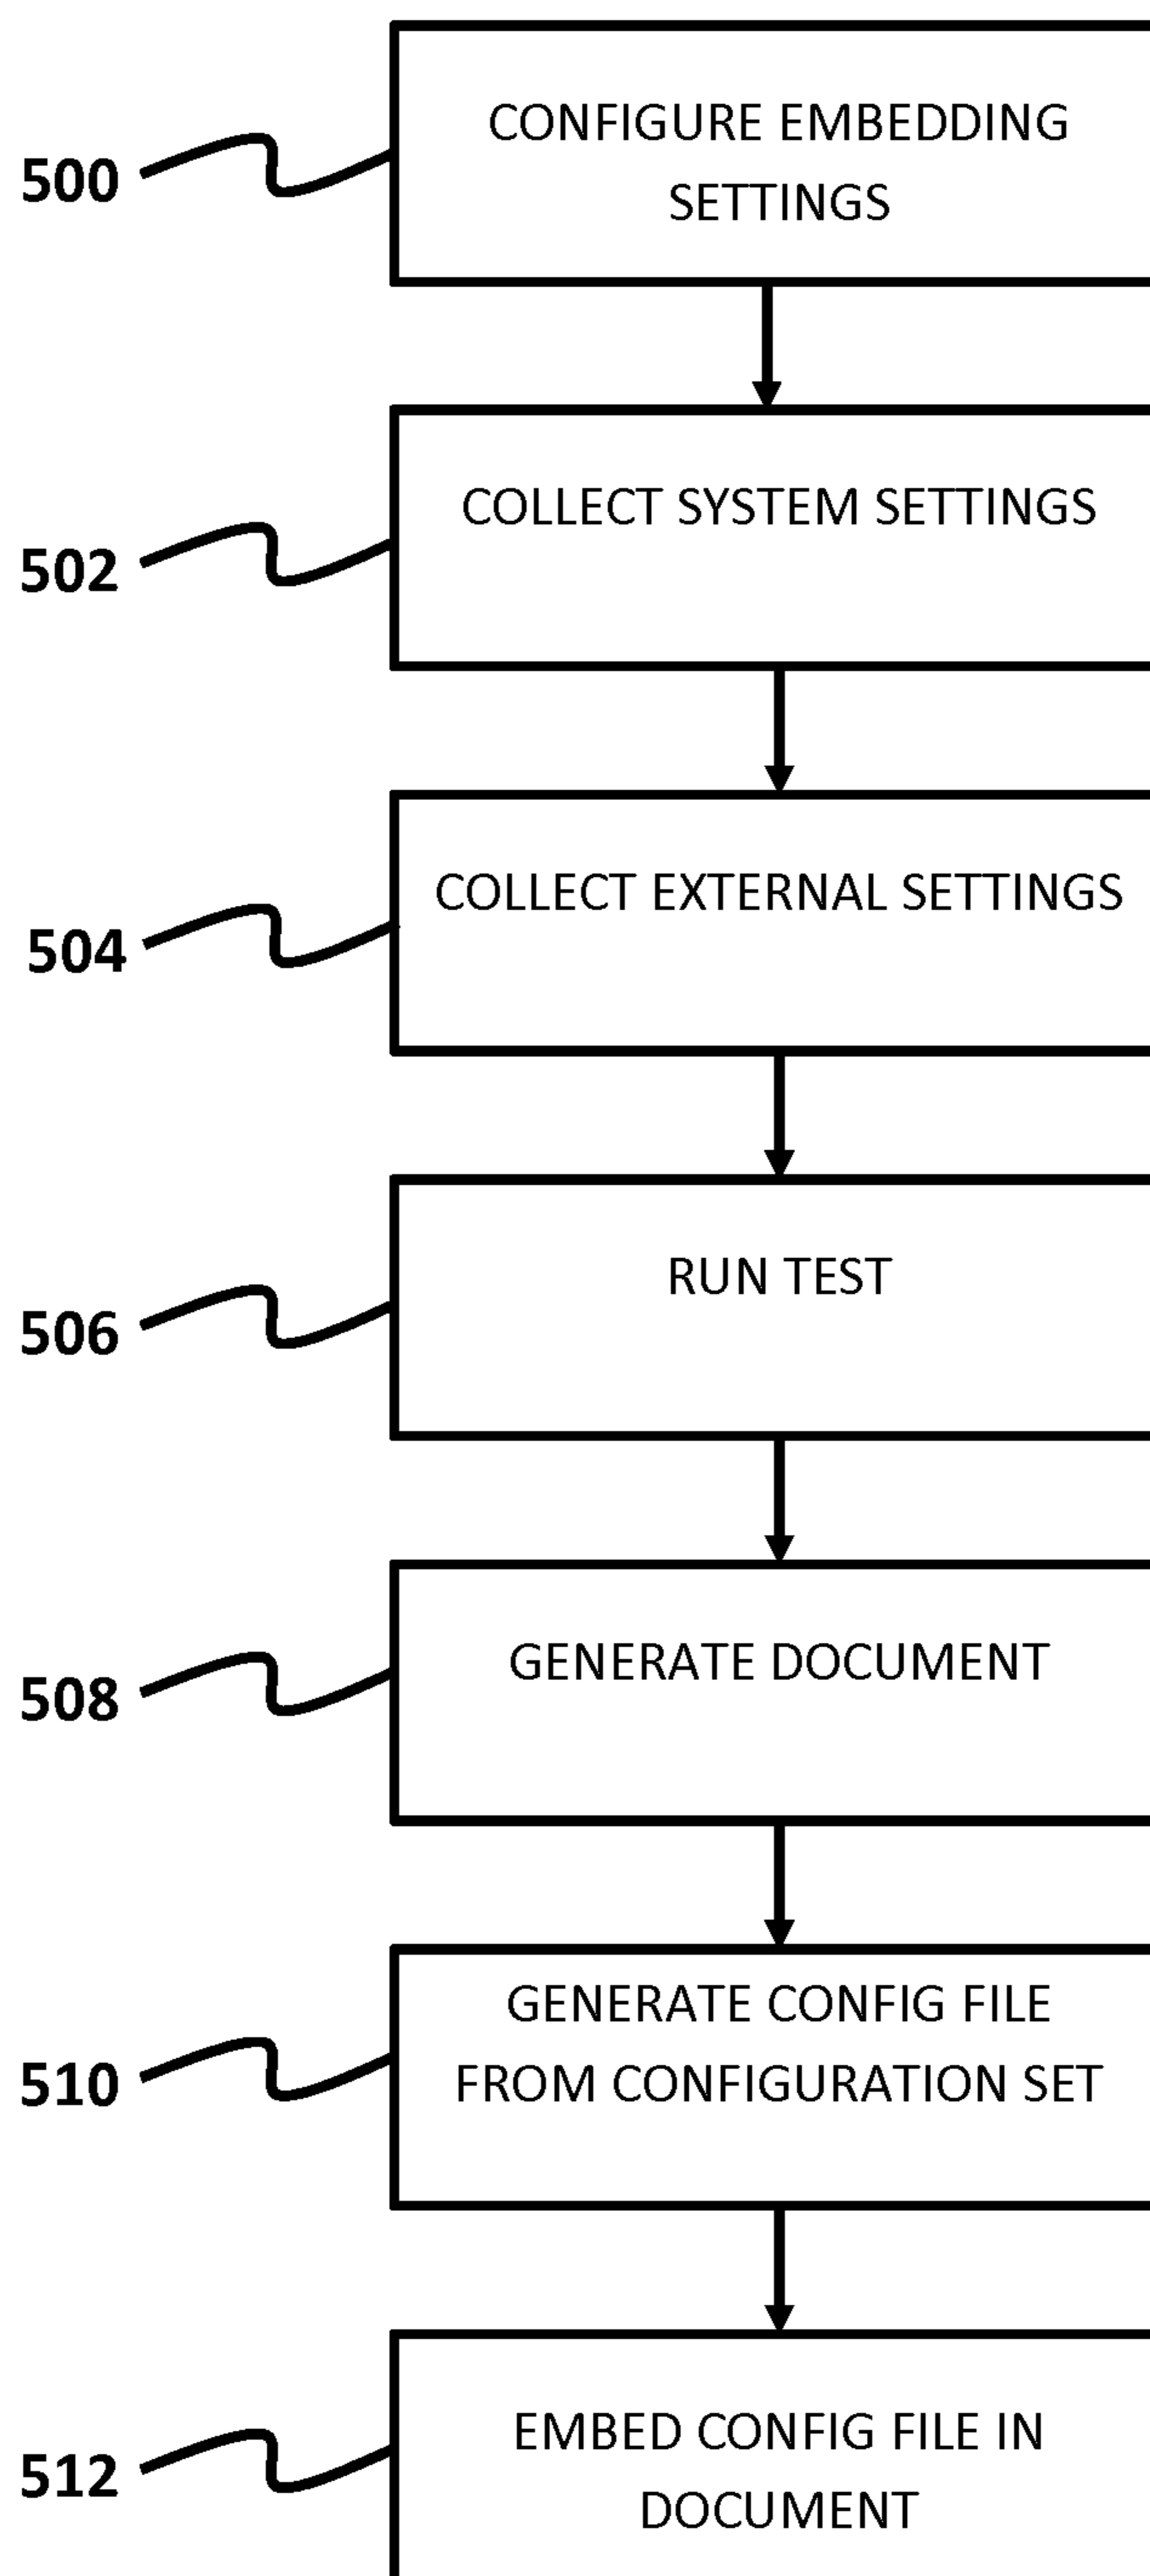 CONFIGURE EMBEDDING
SETTINGS
500
COLLECT SYSTEM SETTINGS
502
COLLECT EXTERNAL SETTINGS
504
RUN TEST
506
GENERATE DOCUMENT
508
GENERATE CONFIG FILE
FROM CONFIGURATION SET
510
EMBED CONFIG FILE IN
DOCUMENT
512